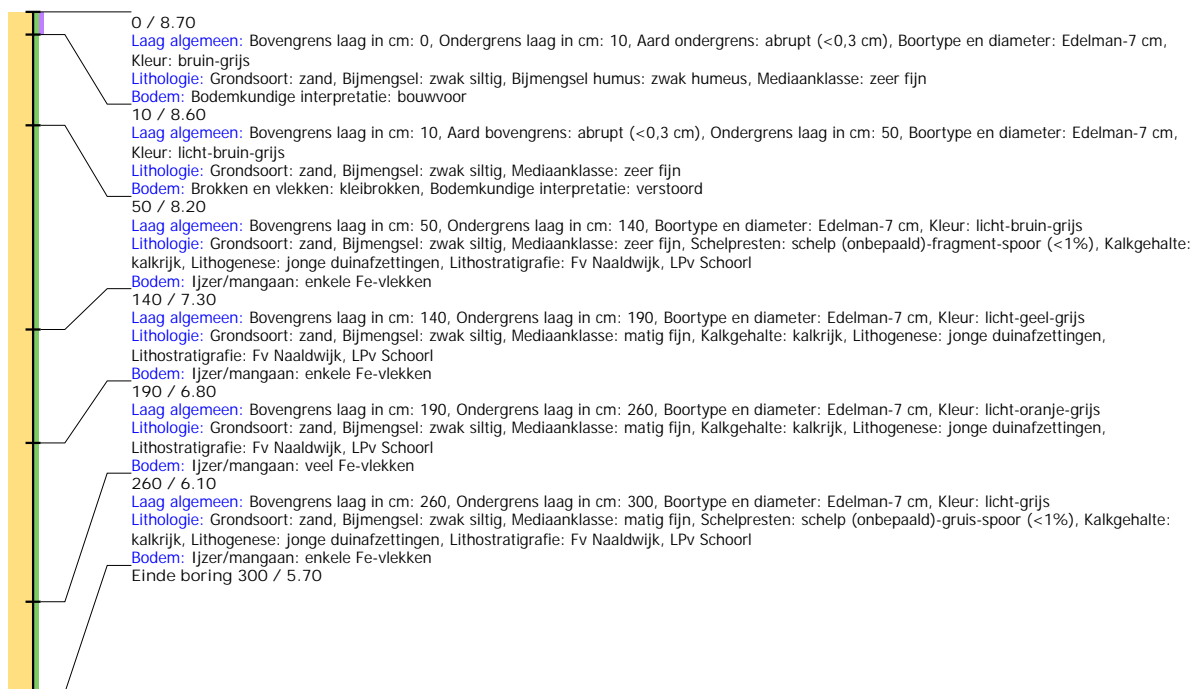 0 / 8.70
Laag algemeen: Bovengrens laag in cm: 0, Ondergrens laag in cm: 10, Aard ondergrens: abrupt (<0,3 cm), Boortype en diameter: Edelman-7 cm,
Kleur: bruin-grijs
Lithologie: Grondsoort: zand, Bijmengsel: zwak siltig, Bijmengsel humus: zwak humeus, Mediaanklasse: zeer fijn
Bodem: Bodemkundige interpretatie: bouwvoor
10 / 8.60
Laag algemeen: Bovengrens laag in cm: 10, Aard bovengrens: abrupt (<0,3 cm), Ondergrens laag in cm: 50, Boortype en diameter: Edelman-7 cm,
Kleur: licht-bruin-grijs
Lithologie: Grondsoort: zand, Bijmengsel: zwak siltig, Mediaanklasse: zeer fijn
Bodem: Brokken en vlekken: kleibrokken, Bodemkundige interpretatie: verstoord
50 / 8.20
Laag algemeen: Bovengrens laag in cm: 50, Ondergrens laag in cm: 140, Boortype en diameter: Edelman-7 cm, Kleur: licht-bruin-grijs
Lithologie: Grondsoort: zand, Bijmengsel: zwak siltig, Mediaanklasse: zeer fijn, Schelpresten: schelp (onbepaald)-fragment-spoor (<1%), Kalkgehalte:
kalkrijk, Lithogenese: jonge duinafzettingen, Lithostratigrafie: Fv Naaldwijk, LPv Schoorl
Bodem: Ijzer/mangaan: enkele Fe-vlekken
140 / 7.30
Laag algemeen: Bovengrens laag in cm: 140, Ondergrens laag in cm: 190, Boortype en diameter: Edelman-7 cm, Kleur: licht-geel-grijs
Lithologie: Grondsoort: zand, Bijmengsel: zwak siltig, Mediaanklasse: matig fijn, Kalkgehalte: kalkrijk, Lithogenese: jonge duinafzettingen,
Lithostratigrafie: Fv Naaldwijk, LPv Schoorl
Bodem: Ijzer/mangaan: enkele Fe-vlekken
190 / 6.80
Laag algemeen: Bovengrens laag in cm: 190, Ondergrens laag in cm: 260, Boortype en diameter: Edelman-7 cm, Kleur: licht-oranje-grijs
Lithologie: Grondsoort: zand, Bijmengsel: zwak siltig, Mediaanklasse: matig fijn, Kalkgehalte: kalkrijk, Lithogenese: jonge duinafzettingen,
Lithostratigrafie: Fv Naaldwijk, LPv Schoorl
Bodem: Ijzer/mangaan: veel Fe-vlekken
260 / 6.10
Laag algemeen: Bovengrens laag in cm: 260, Ondergrens laag in cm: 300, Boortype en diameter: Edelman-7 cm, Kleur: licht-grijs
Lithologie: Grondsoort: zand, Bijmengsel: zwak siltig, Mediaanklasse: matig fijn, Schelpresten: schelp (onbepaald)-gruis-spoor (<1%), Kalkgehalte:
kalkrijk, Lithogenese: jonge duinafzettingen, Lithostratigrafie: Fv Naaldwijk, LPv Schoorl
Bodem: Ijzer/mangaan: enkele Fe-vlekken
Einde boring 300 / 5.70